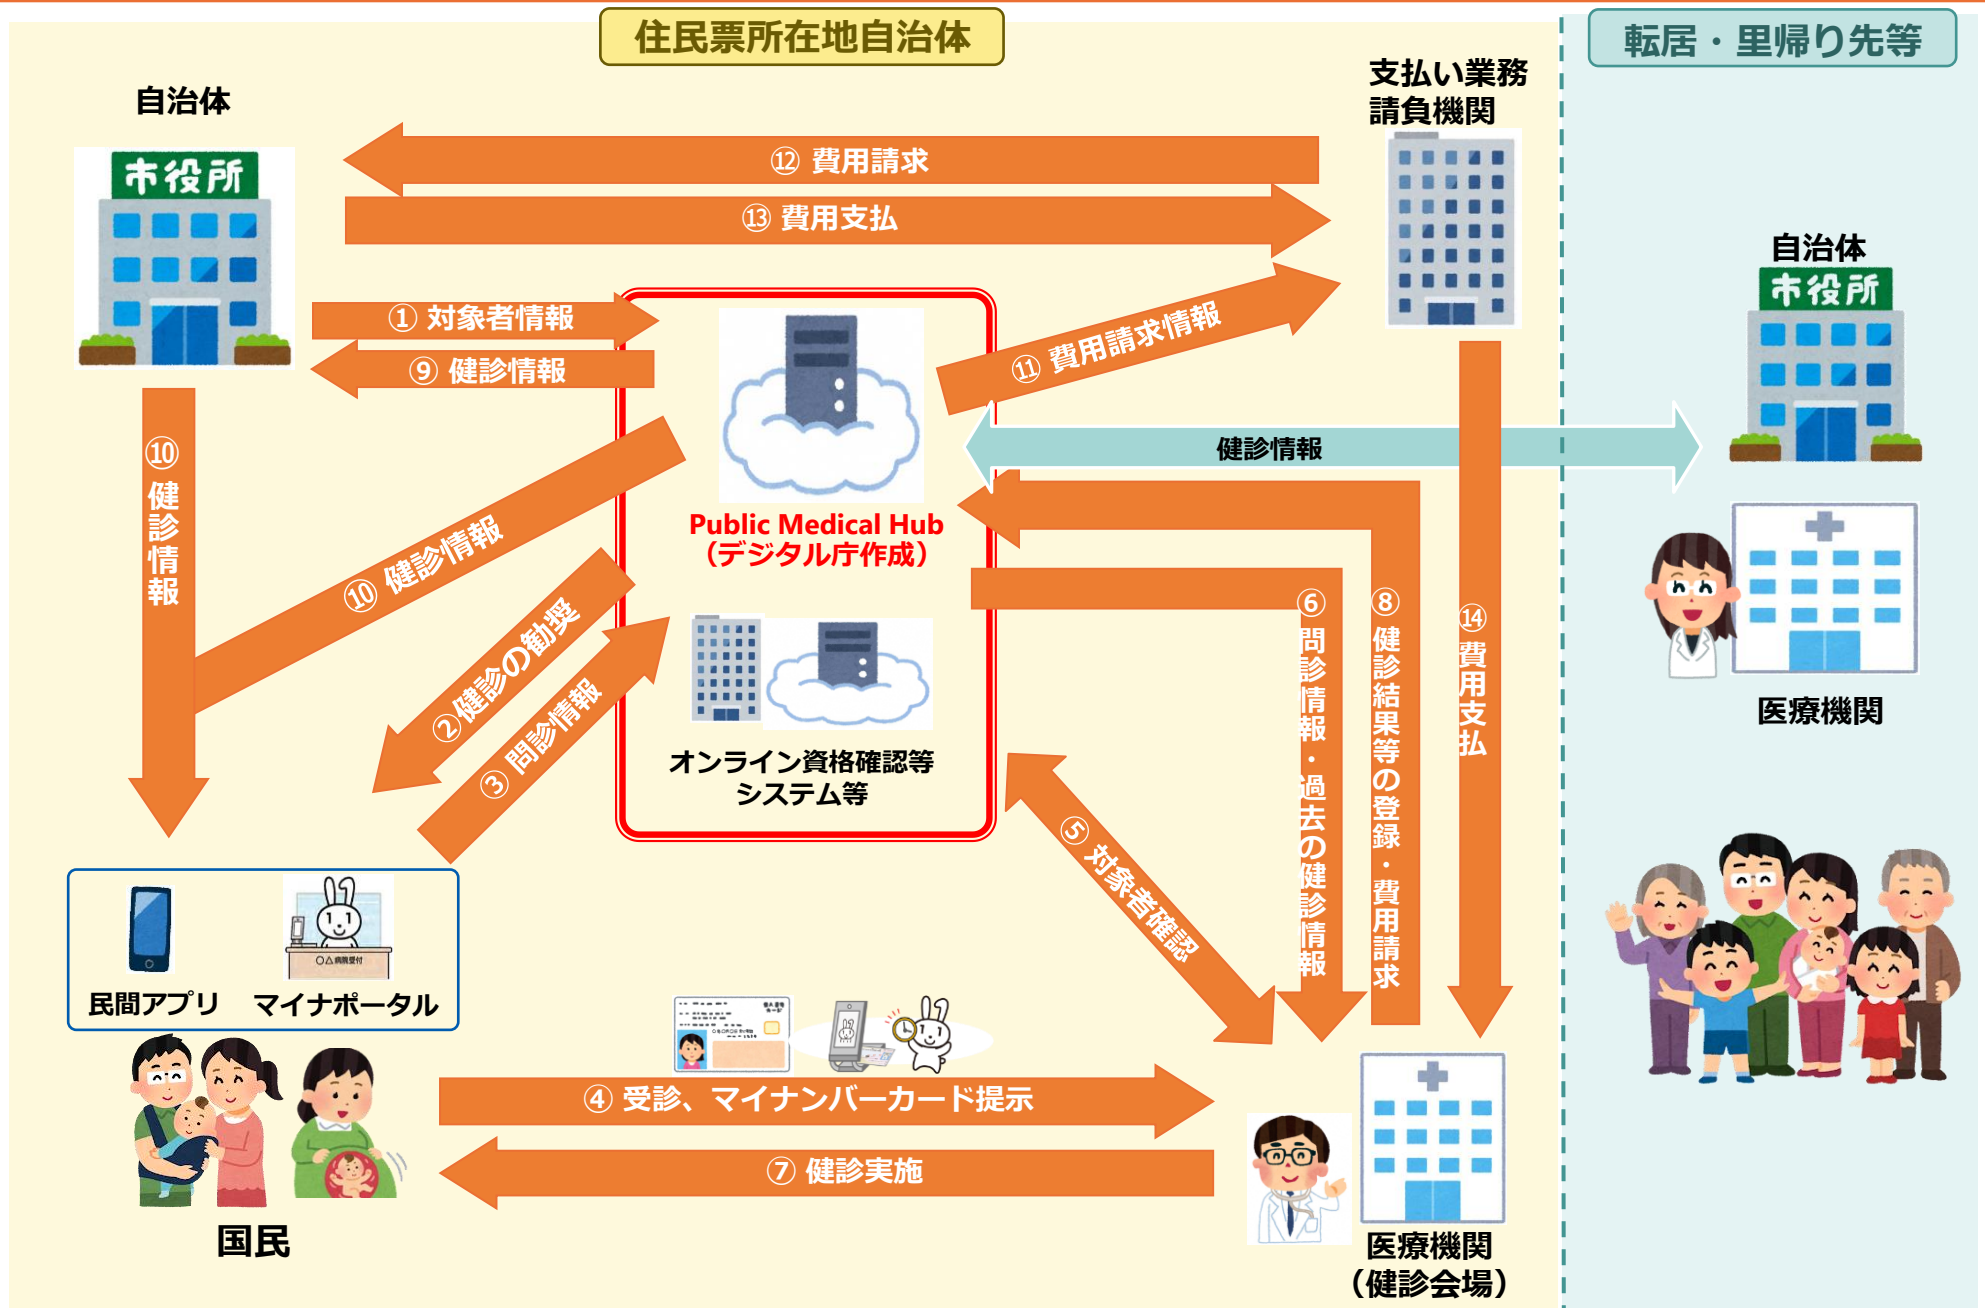 住民票所在地自治体
転居・里帰り先等
自治体
市役所
支払い業務
請負機関
⑫ 費用請求
⑬ 費用支払
① 対象者情報
⑨ 健診情報
⑪ 費用請求情報
健診情報
自治体
市役所
⑩ 健診情報
⑩ 健診情報
Public Medical Hub
（デジタル庁作成）
②健診の勧奨
③ 問診情報
オンライン資格確認等
システム等
⑥ 問診情報・過去の健診情報
⑧ 健診結果等の登録・費用請求
⑭ 費用支払
⑤ 対象者確認
医療機関
〇△病院受付
民間アプリ
マイナポータル
④ 受診、マイナンバーカード提示
⑦ 健診実施
国民
医療機関
（健診会場）